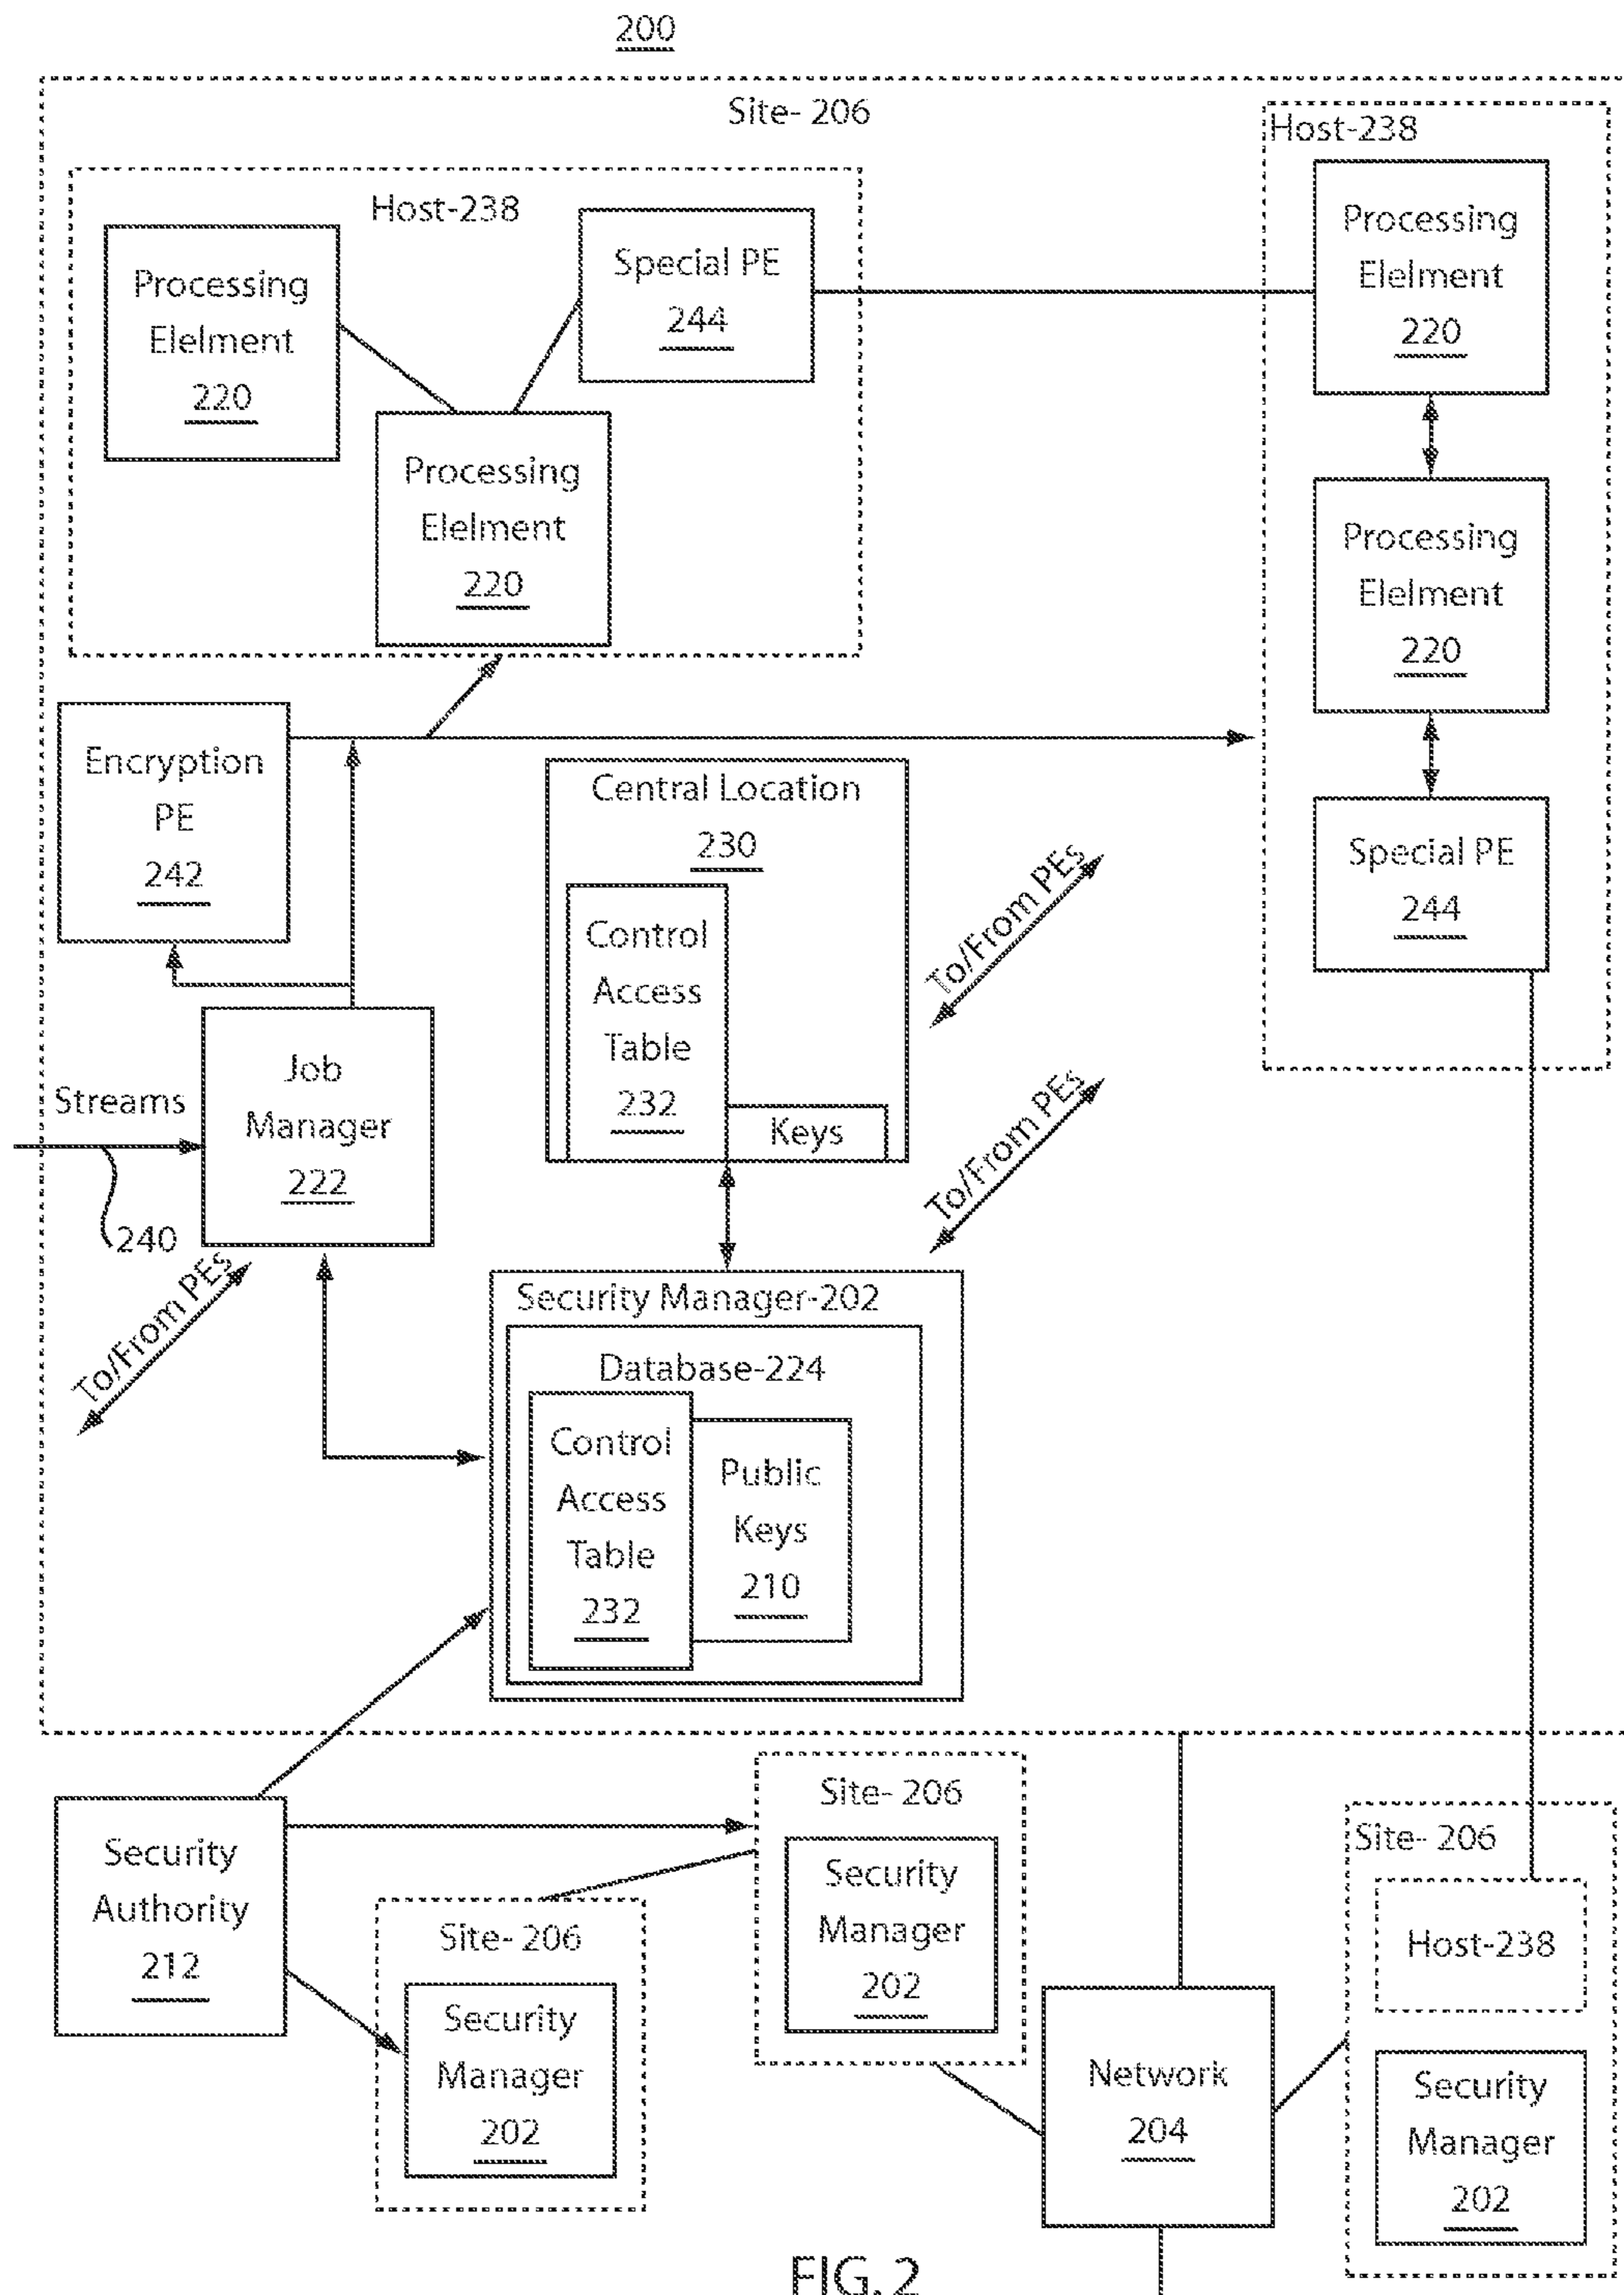 200
Site- 206
Host-238
Processing
Elelment
220
Special PE
244
Processing
Elelment
220
Host-238
Processing
Elelment
220
Processing
Elelment
220
Special PE
244
Encryption
PE
242
Central Location
230
Control
Access
Table
232
Keys
To/From PEs
To/From PEs
Streams
240
Job
Manager
222
To/From PEs
Security Manager-202
Database-224
Control
Access
Table
232
Public
Keys
210
Security
Authority
212
Site- 206
Security
Manager
202
Site- 206
Security
Manager
202
Network
204
Site- 206
Host-238
Security
Manager
202
FIG. 2